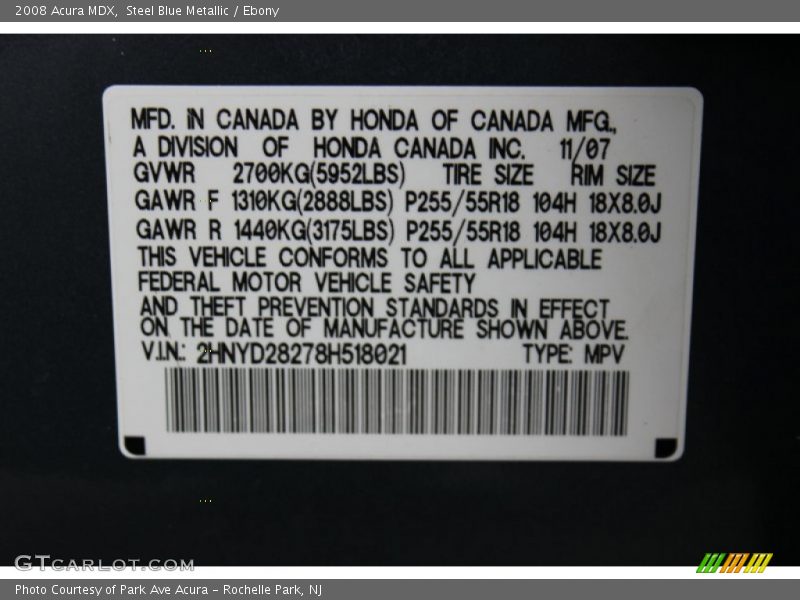 2008 Acura MDX, Steel Blue Metallic / Ebony
MFD. IN CANADA BY HONDA OF CANADA MFG.,
A DIVISION OF HONDA CANADA INC. 11/07
GVWR 2700KG(5952LBS) TIRE SIZE RIM SIZE
GAWR F 1310KG(2888LBS) P255/55R18 104H 18X8.0J
GAWR R 1440KG(3175LBS) P255/55R18 104H 18X8.0J
THIS VEHICLE CONFORMS TO ALL APPLICABLE
FEDERAL MOTOR VEHICLE SAFETY
AND THEFT PREVENTION STANDARDS IN EFFECT
ON THE DATE OF MANUFACTURE SHOWN ABOVE.
V.I.N.: 2HNYD28278H518021 TYPE: MPV
GTCARLOT.COM
Photo Courtesy of Park Ave Acura - Rochelle Park, NJ